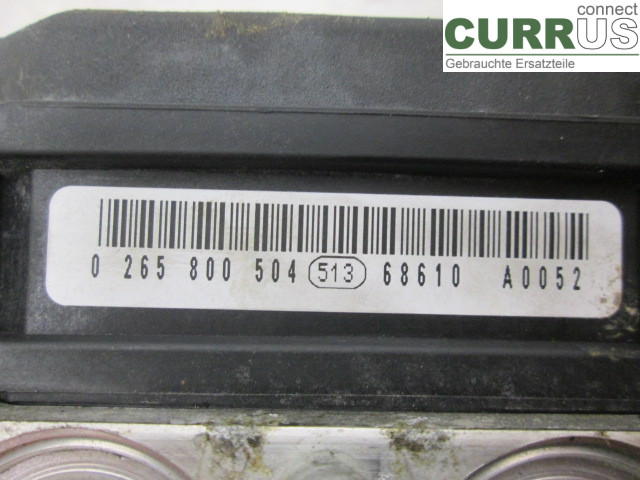 connect
CURRUS
Gebrauchte Ersatzteile
0 265 800 504 513 68610 A0052